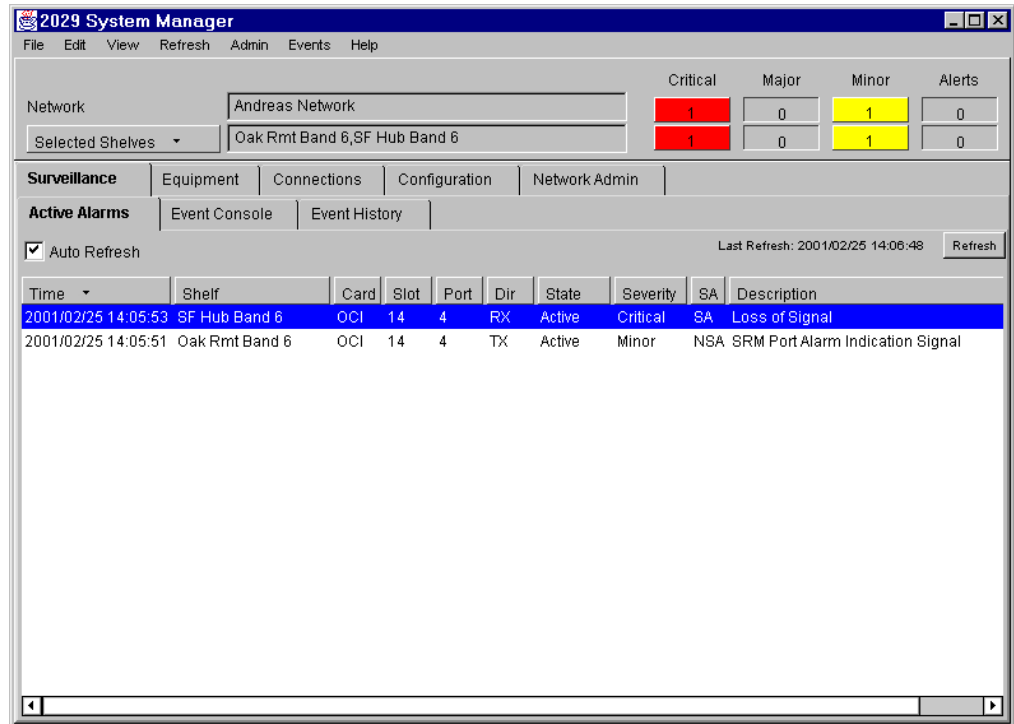 2029 System Manager
File Edit View Refresh Admin Events Help
Critical Major Minor Alerts
Network Andreas Network 1 0 1 0
Selected Shelves Oak Rmt Band 6,SF Hub Band 6 1 0 1 0
Surveillance Equipment Connections Configuration Network Admin
Active Alarms Event Console Event History
Auto Refresh Last Refresh: 2001/02/25 14:06:48 Refresh
Time Shelf Card Slot Port Dir State Severity SA Description
2001/02/25 14:05:53 SF Hub Band 6 OCI 14 4 RX Active Critical SA Loss of Signal
2001/02/25 14:05:51 Oak Rmt Band 6 OCI 14 4 TX Active Minor NSA SRM Port Alarm Indication Signal